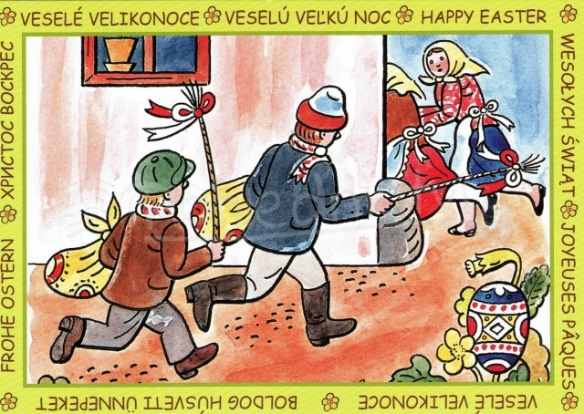 VESELÉ VELIKONOCE VESELÚ VEĽKÚ NOC HAPPY EASTER
WESOŁYCH ŚWIĄT
JOYEUSES PÂQUES
VESELÉ VELIKONOCE
BOLDOG HÚSVÉTI ÜNNEPEKET
FROHE OSTERN
ХРИСТОС ВОСКРЕС